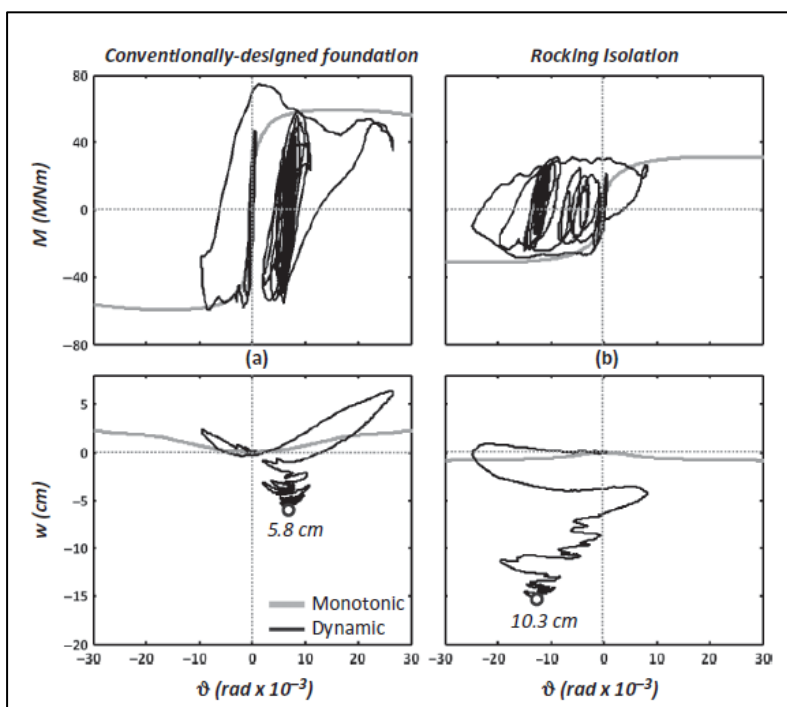 Conventionally-designed foundation
Rocking Isolation
80
40
0
−40
−80
M (MNm)
(a)
(b)
5
0
−5
−10
−15
−20
w (cm)
5.8 cm
10.3 cm
Monotonic
Dynamic
−30 −20 −10 0 10 20 30
−30 −20 −10 0 10 20 30
ϑ (rad x 10⁻³)
ϑ (rad x 10⁻³)